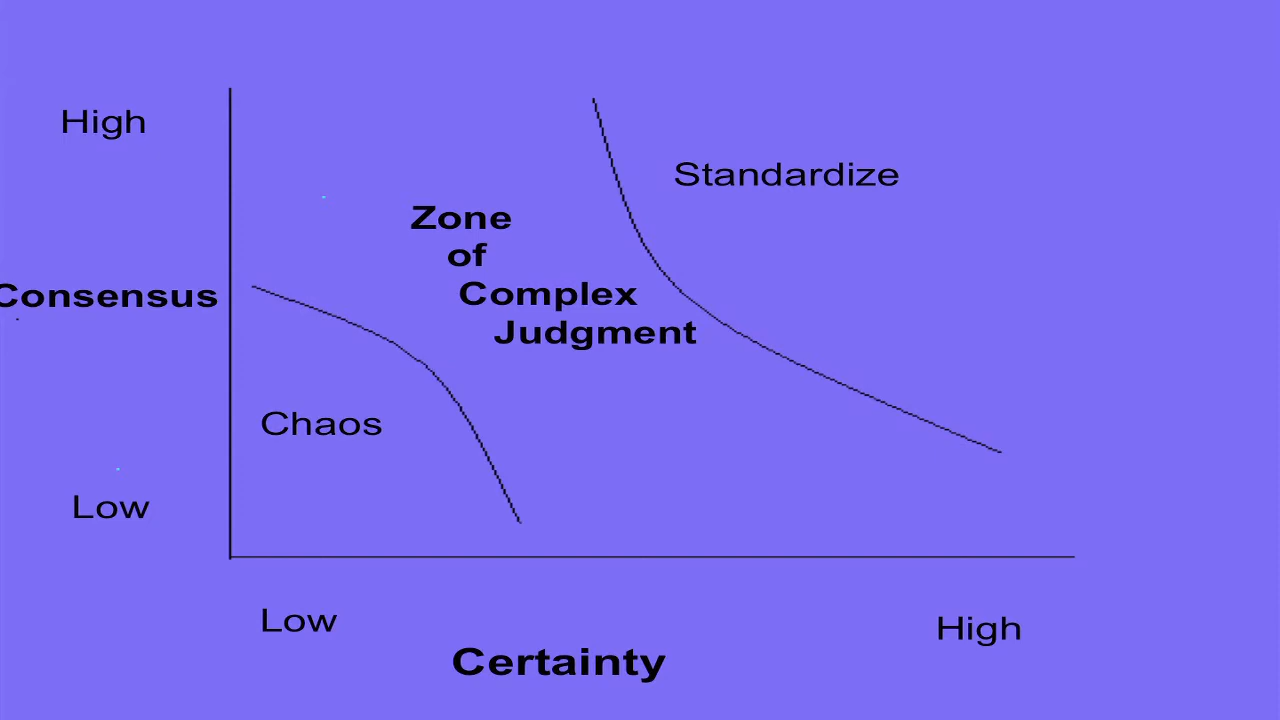 High
Standardize
Zone
of
Complex
Judgment
Consensus
Chaos
Low
Low
High
Certainty